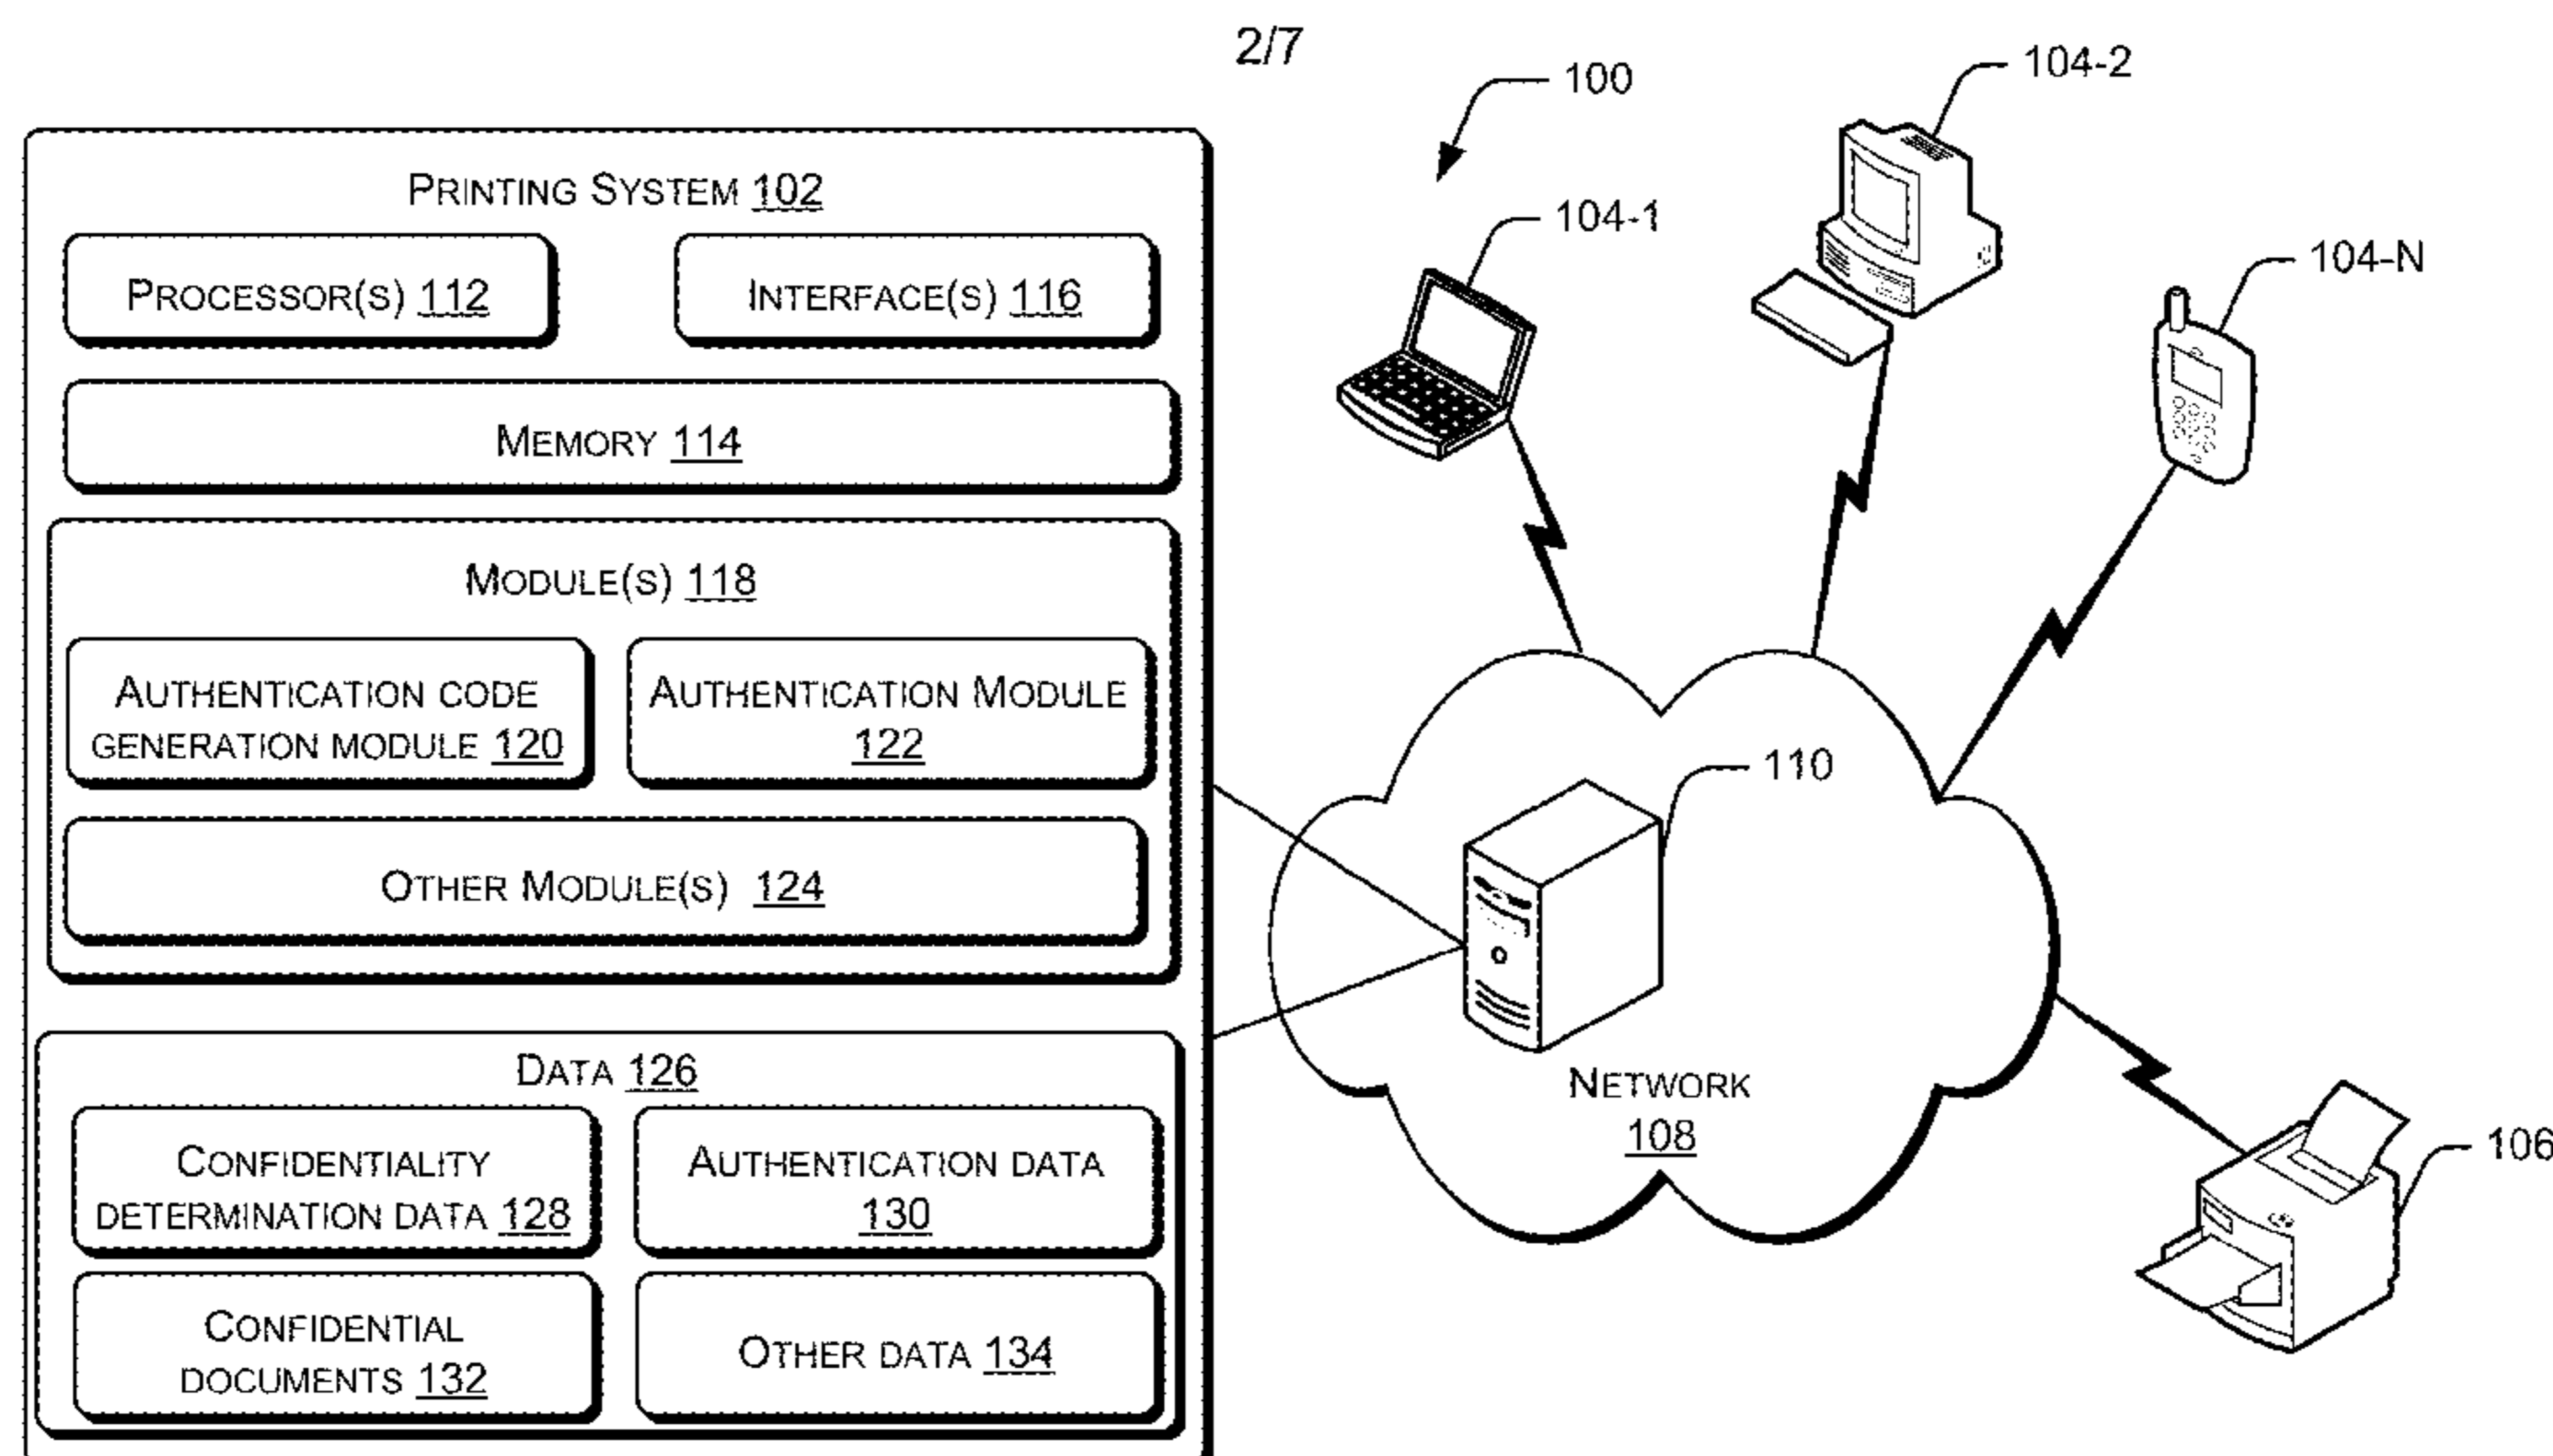 2/7
100
104-2
104-1
104-N
PRINTING SYSTEM 102
PROCESSOR(S) 112
INTERFACE(S) 116
MEMORY 114
MODULE(S) 118
AUTHENTICATION CODE
GENERATION MODULE 120
AUTHENTICATION MODULE
122
OTHER MODULE(S) 124
DATA 126
CONFIDENTIALITY
DETERMINATION DATA 128
AUTHENTICATION DATA
130
CONFIDENTIAL
DOCUMENTS 132
OTHER DATA 134
110
NETWORK
108
106